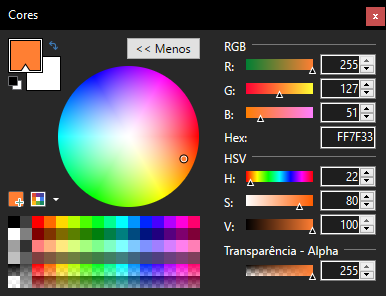 Cores
x
<< Menos
RGB
R: 255
G: 127
B: 51
Hex: FF7F33
HSV
H: 22
S: 80
V: 100
Transparência - Alpha
255